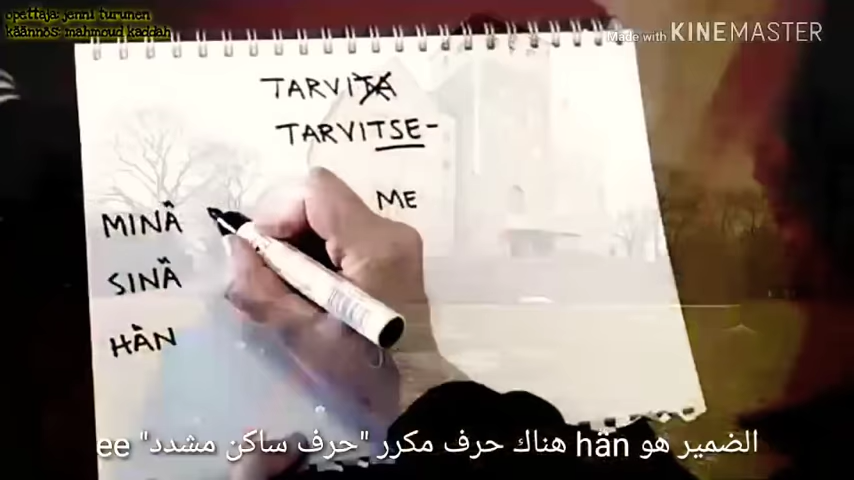 opettaja: jenni turunen
käännös: mahmoud kaddah
Made with KINEMASTER
TARVITA
TARVITSE-
ME
MINÄ
SINÄ
HÄN
الضمير هو hän هناك حرف مكرر "حرف ساكن مشدد" ee